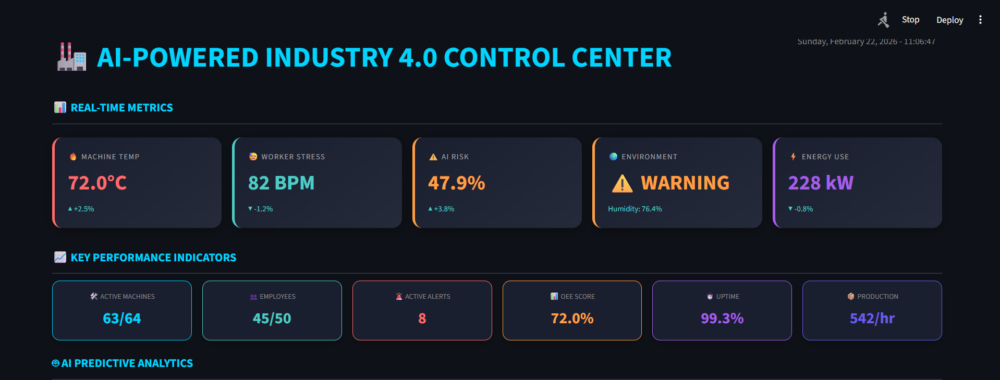 Stop Deploy
Sunday, February 22, 2026 - 11:06:47
AI-POWERED INDUSTRY 4.0 CONTROL CENTER
REAL-TIME METRICS
MACHINE TEMP
72.0°C
▲ +2.5%
WORKER STRESS
82 BPM
▼ -1.2%
AI RISK
47.9%
▲ +3.8%
ENVIRONMENT
WARNING
Humidity: 76.4%
ENERGY USE
228 kW
▼ -0.8%
KEY PERFORMANCE INDICATORS
ACTIVE MACHINES
63/64
EMPLOYEES
45/50
ACTIVE ALERTS
8
OEE SCORE
72.0%
UPTIME
99.3%
PRODUCTION
542/hr
AI PREDICTIVE ANALYTICS